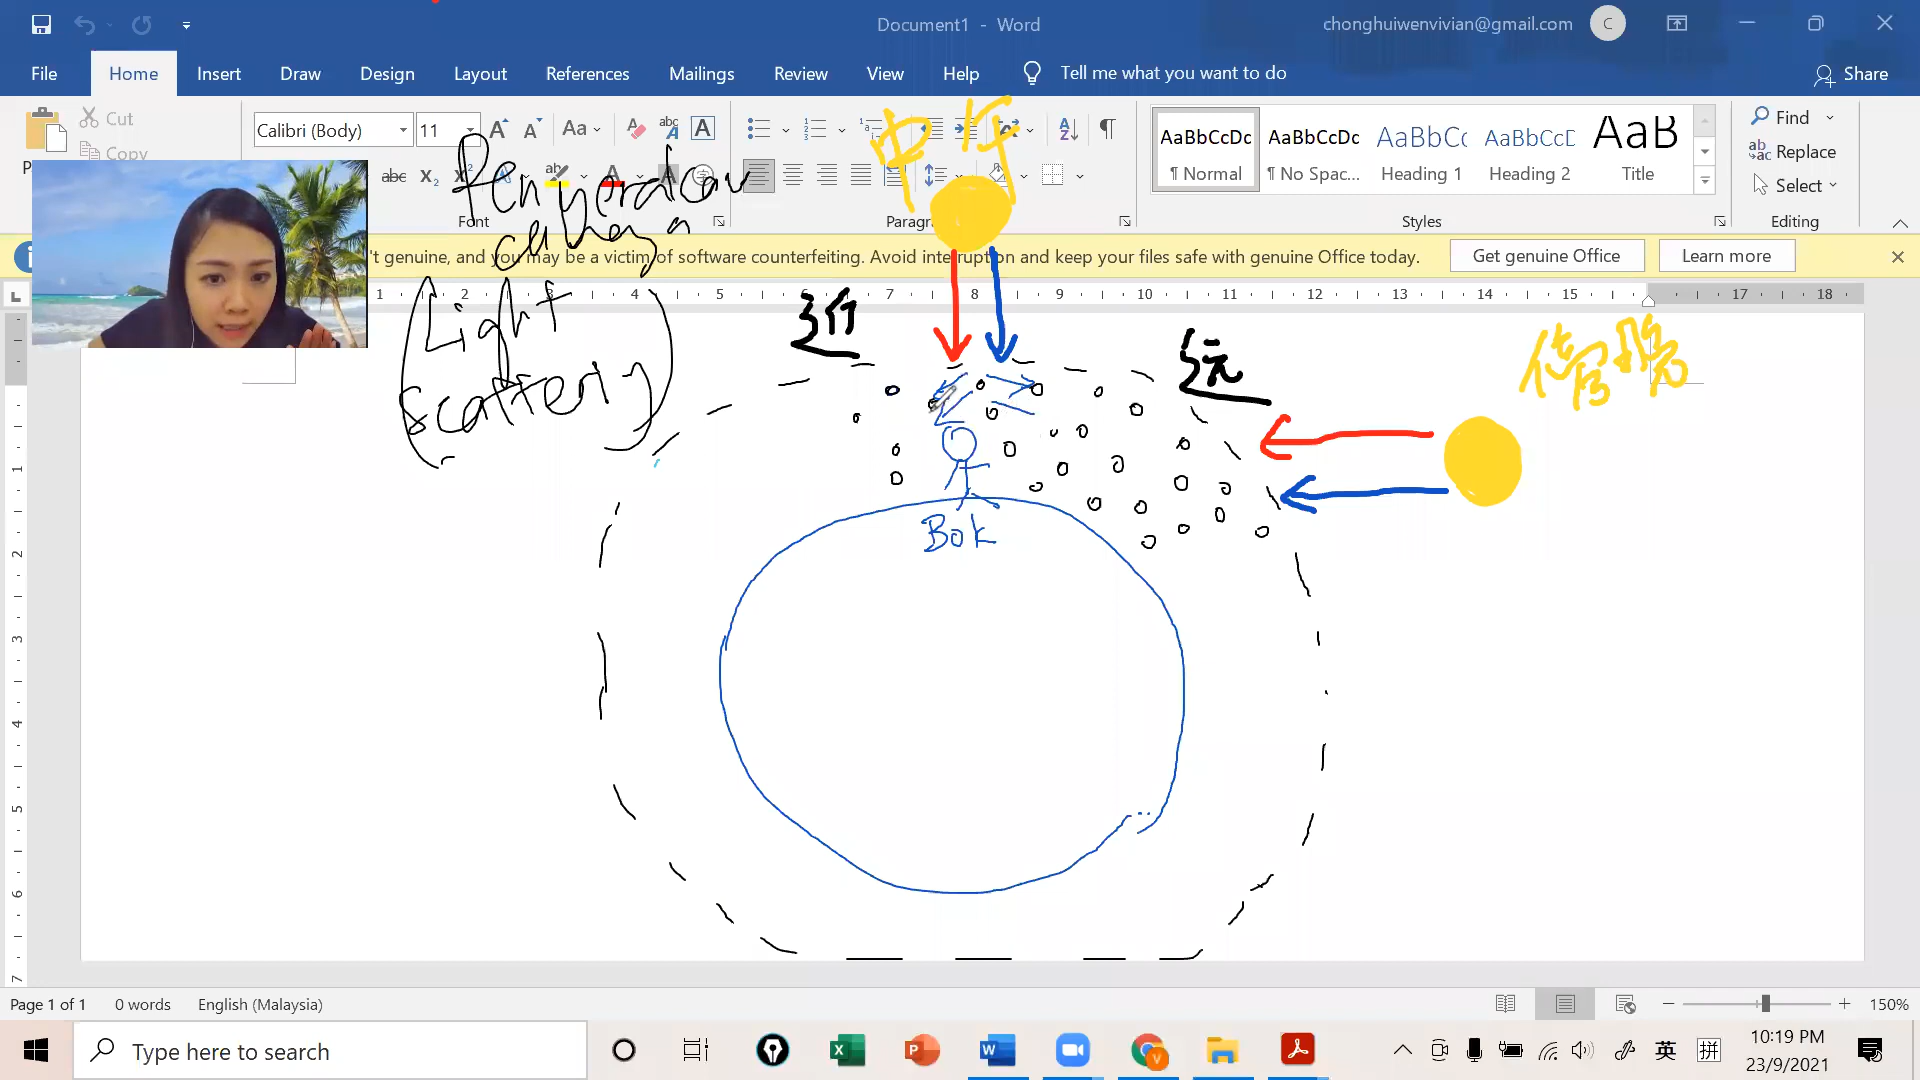 Document1 - Word
chonghuiwenvivian@gmail.com
C
File
Home
Insert
Draw
Design
Layout
References
Mailings
Review
View
Help
Tell me what you want to do
Share
Cut
Copy
Calibri (Body)
11
Font
Styles
AaBbCcDc
¶ Normal
AaBbCcDc
¶ No Spac...
Heading 1
Heading 2
AaB
Title
Find
Replace
Select
Editing
't genuine, and you may be a victim of software counterfeiting. Avoid interruption and keep your files safe with genuine Office today.
Get genuine Office
Learn more
中午
Penyerakan
cahaya
(Light
scattering)
近
远
傍晚
Bok
Page 1 of 1
0 words
English (Malaysia)
150%
Type here to search
英
拼
10:19 PM
23/9/2021